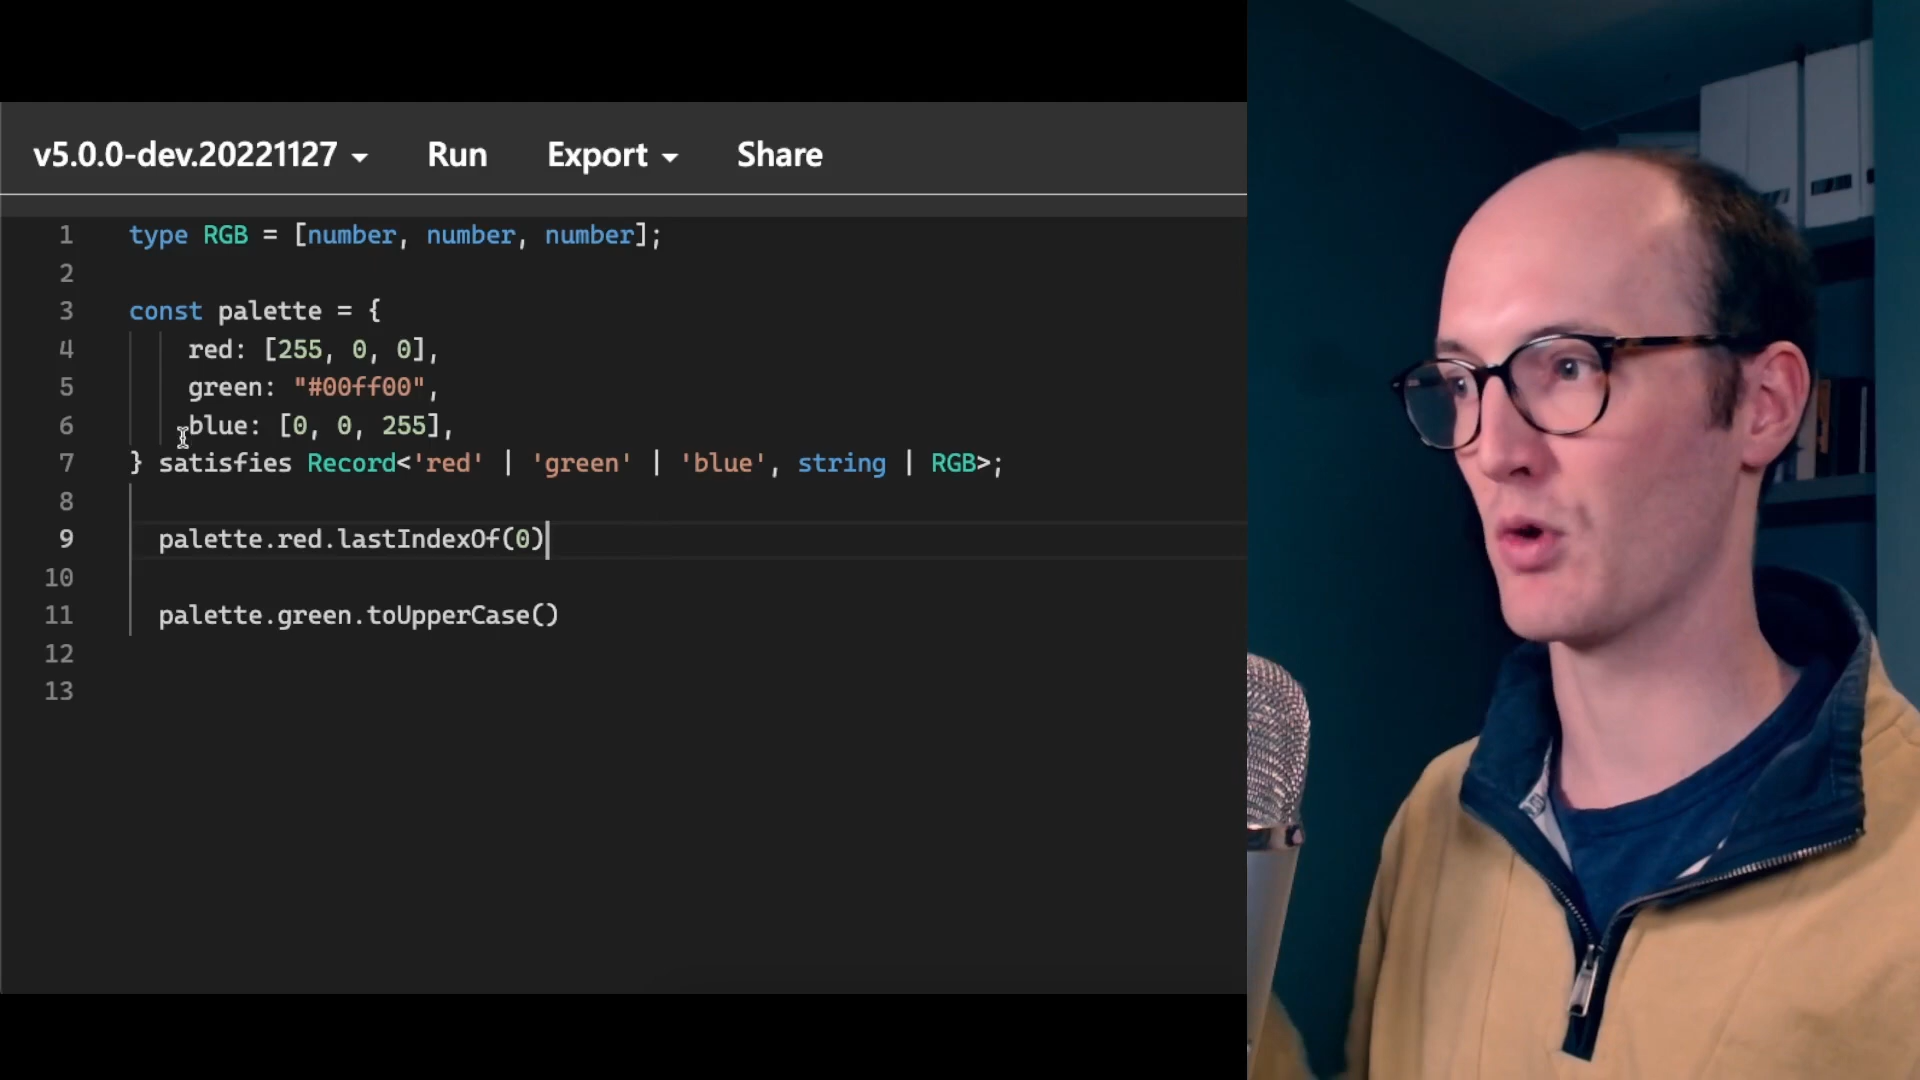 v5.0.0-dev.20221127 Run Export Share
1 type RGB = [number, number, number];
2
3 const palette = {
4 red: [255, 0, 0],
5 green: "#00ff00",
6 blue: [0, 0, 255],
7 } satisfies Record<'red' | 'green' | 'blue', string | RGB>;
8
9 palette.red.lastIndexOf(0)
10
11 palette.green.toUpperCase()
12
13